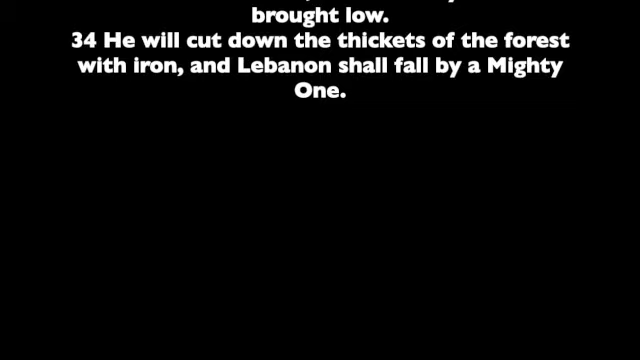 brought low.
34 He will cut down the thickets of the forest
with iron, and Lebanon shall fall by a Mighty
One.